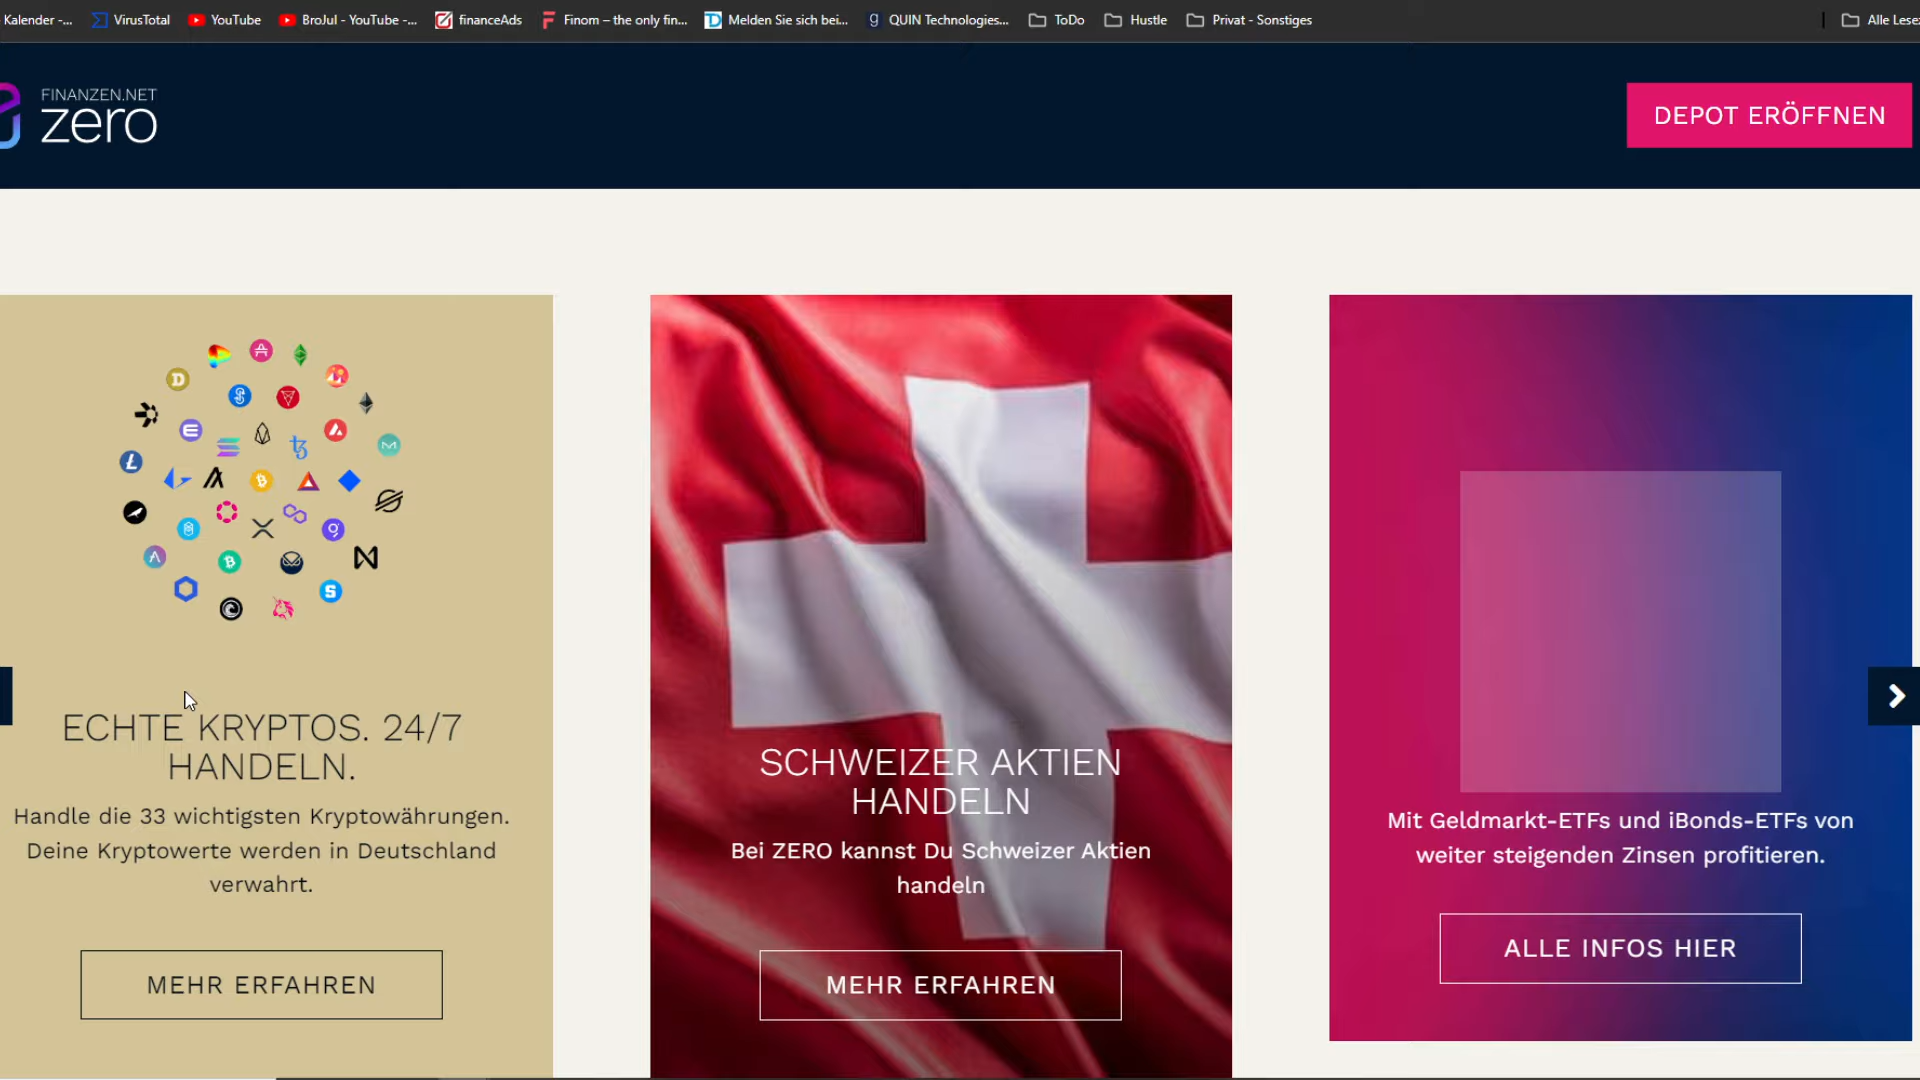 Kalender -...
VirusTotal
YouTube
BroJul - YouTube -...
financeAds
Finom – the only fin...
Melden Sie sich bei...
QUIN Technologies...
ToDo
Hustle
Privat - Sonstiges
Alle Lese
FINANZEN.NET
zero
DEPOT ERÖFFNEN
ECHTE KRYPTOS. 24/7
HANDELN.
Handle die 33 wichtigsten Kryptowährungen.
Deine Kryptowerte werden in Deutschland
verwahrt.
MEHR ERFAHREN
SCHWEIZER AKTIEN
HANDELN
Bei ZERO kannst Du Schweizer Aktien
handeln
MEHR ERFAHREN
Mit Geldmarkt-ETFs und iBonds-ETFs von
weiter steigenden Zinsen profitieren.
ALLE INFOS HIER